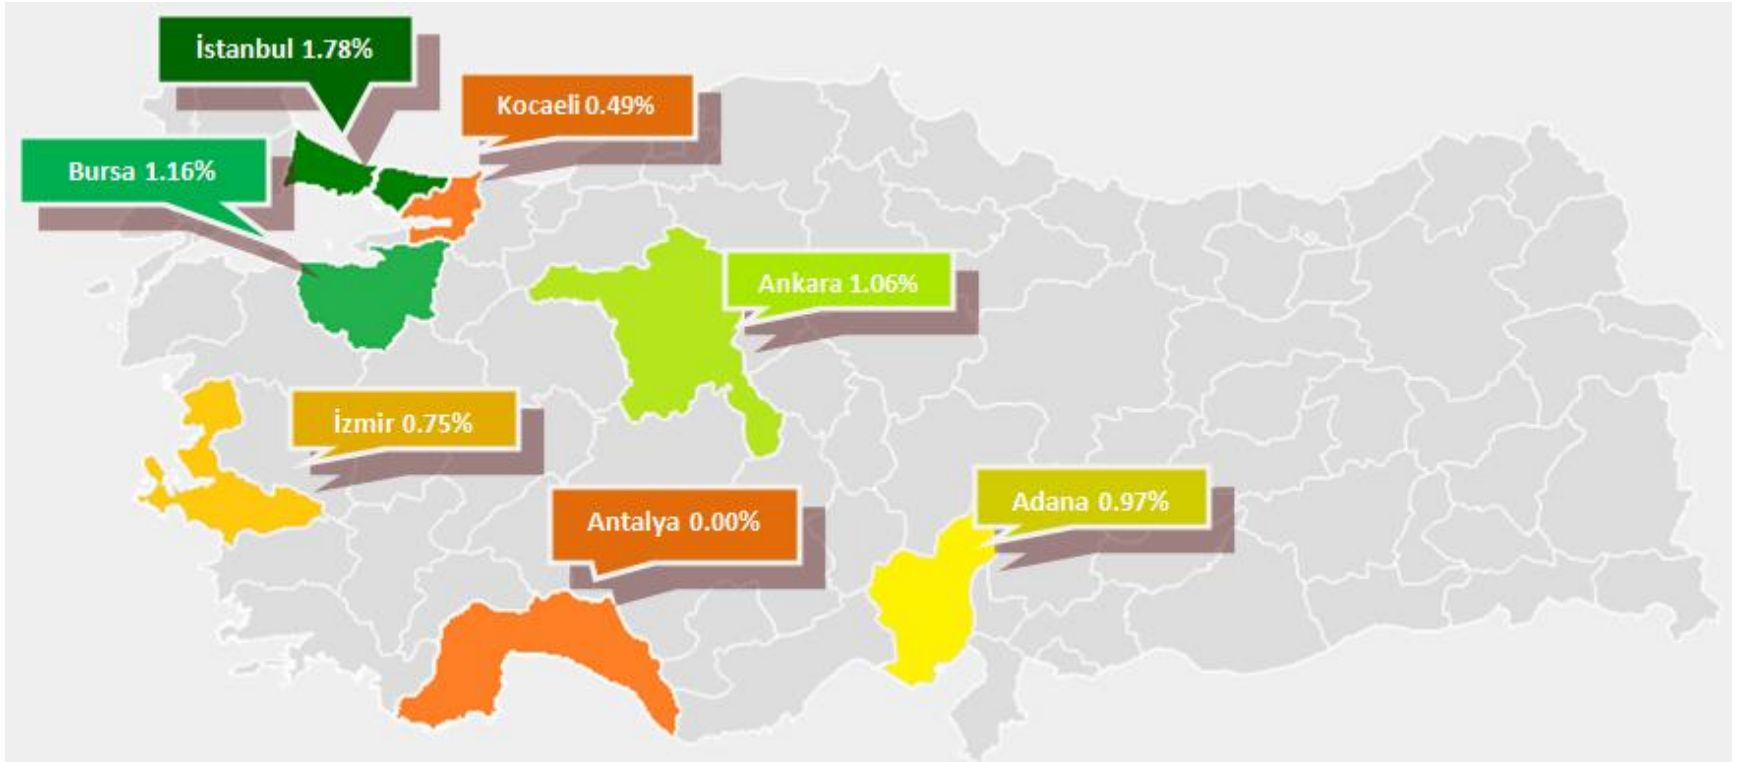 İstanbul 1.78%
Kocaeli 0.49%
Bursa 1.16%
Ankara 1.06%
İzmir 0.75%
Adana 0.97%
Antalya 0.00%